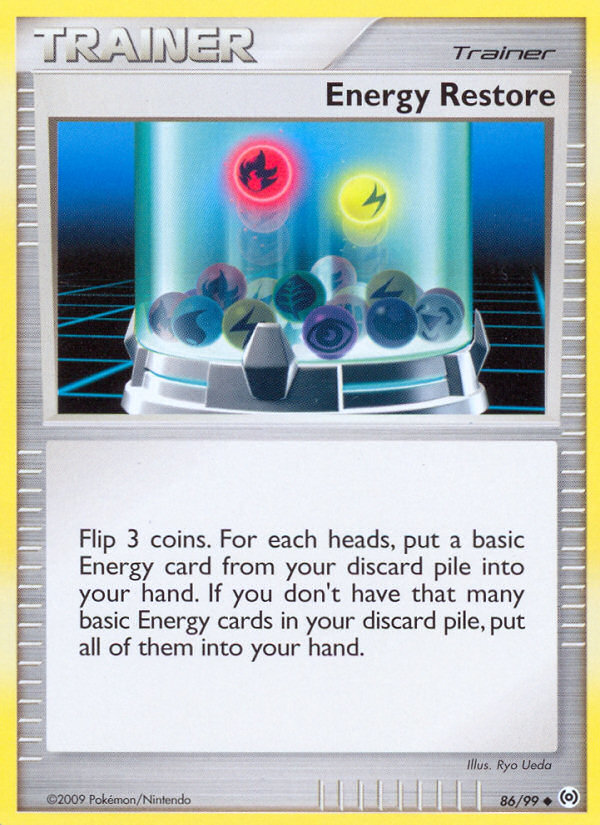 TRAINER
Trainer
Energy Restore
Flip 3 coins. For each heads, put a basic
Energy card from your discard pile into
your hand. If you don't have that many
basic Energy cards in your discard pile, put
all of them into your hand.
Illus. Ryo Ueda
©2009 Pokémon/Nintendo
86/99